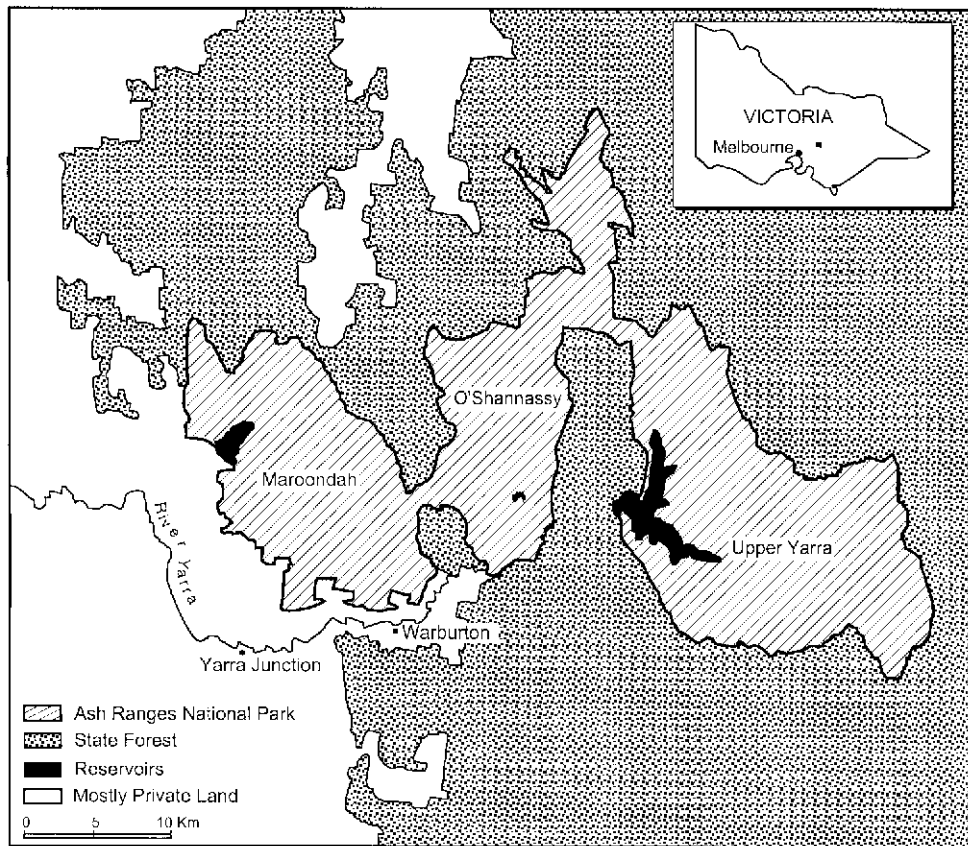 VICTORIA
Melbourne
O'Shannassy
Maroondah
Upper Yarra
River Yarra
Warburton
Yarra Junction
Ash Ranges National Park
State Forest
Reservoirs
Mostly Private Land
0 5 10 Km